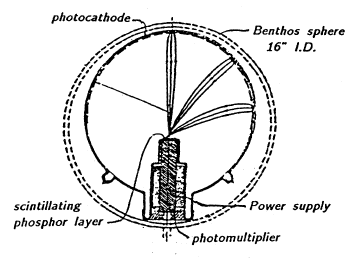 photocathode
Benthos sphere
16" I.D.
scintillating
phosphor layer
Power supply
photomultiplier